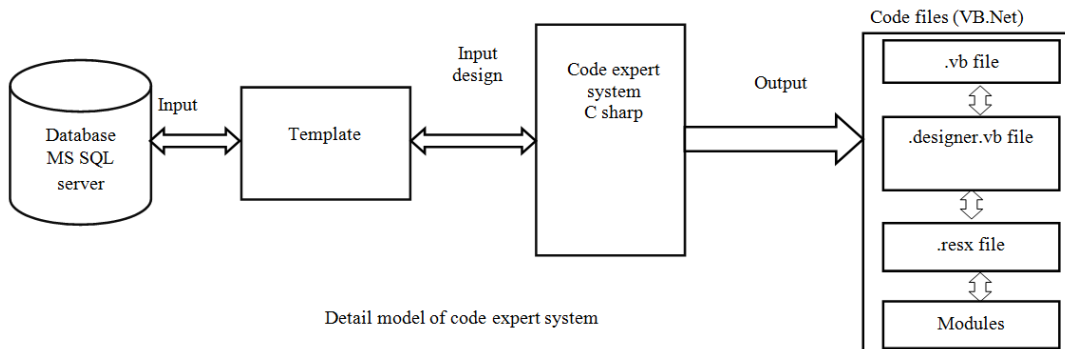 Code files (VB.Net)
Database
MS SQL
server
Input
Template
Input
design
Code expert
system
C sharp
Output
.vb file
.designer.vb file
.resx file
Modules
Detail model of code expert system